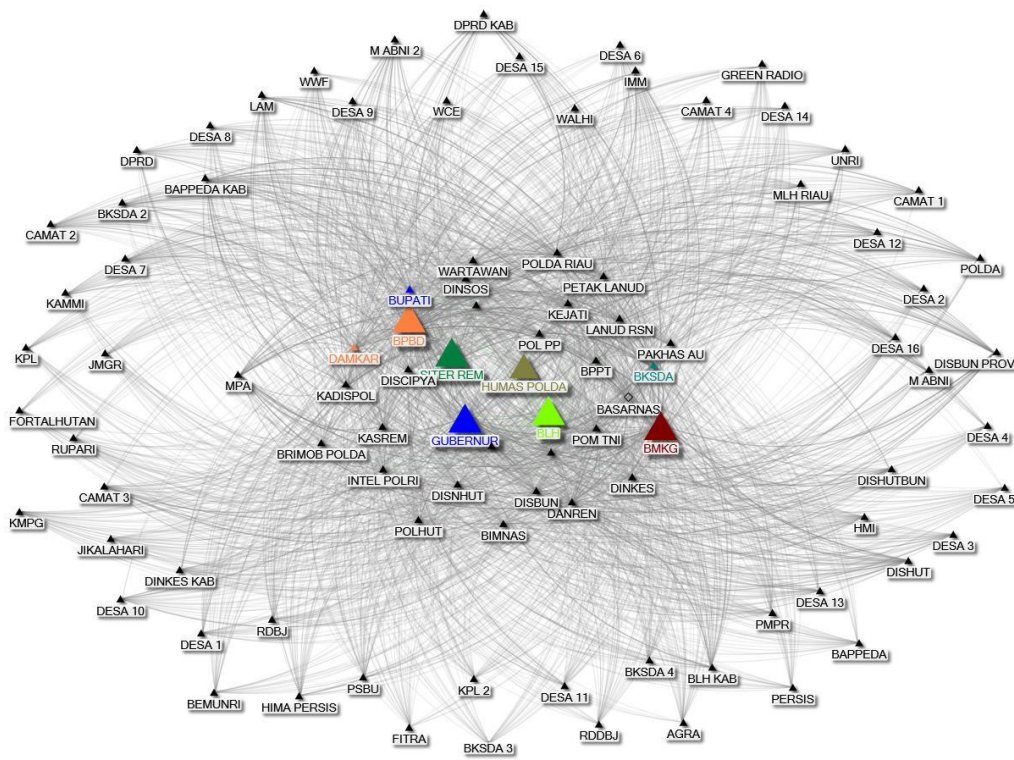 DPRD KAB
M ABNI 2
DESA 6
DESA 15
IMM
GREEN RADIO
WWF
LAM
DESA 9
WCE
WALHI
CAMAT 4
DESA 14
DESA 8
DPRD
UNRI
BAPPEDA KAB
MLH RIAU
CAMAT 1
BKSDA 2
CAMAT 2
DESA 12
DESA 7
WARTAWAN
POLDA RIAU
POLDA
DINSOS
PETAK LANUD
KAMMI
BUPATI
DESA 2
KEJATI
LANUD RSN
BPBD
POL PP
DESA 16
KPL
JMGR
DAMKAR
SITER REM
PAKHAS AU
DISBUN PROV
DISCIPYA
HUMAS POLDA
BPPT
BKSDA
M ABNI
MPA
KADISPOL
BASARNAS
FORTALHUTAN
RUPARI
KASREM
GUBERNUR
BLH
POM TNI
BMKG
DESA 4
BRIMOB POLDA
INTEL POLRI
DISHUTBUN
CAMAT 3
DISNHUT
DISBUN
DINKES
DESA 5
DANREN
KMPG
POLHUT
BIMNAS
HMI
JIKALAHARI
DESA 3
DINKES KAB
DISHUT
DESA 10
DESA 13
RDBJ
PMPR
DESA 1
BAPPEDA
BKSDA 4
BLH KAB
PSBU
KPL 2
DESA 11
PERSIS
BEMUNRI
HIMA PERSIS
FITRA
BKSDA 3
RDDBJ
AGRA